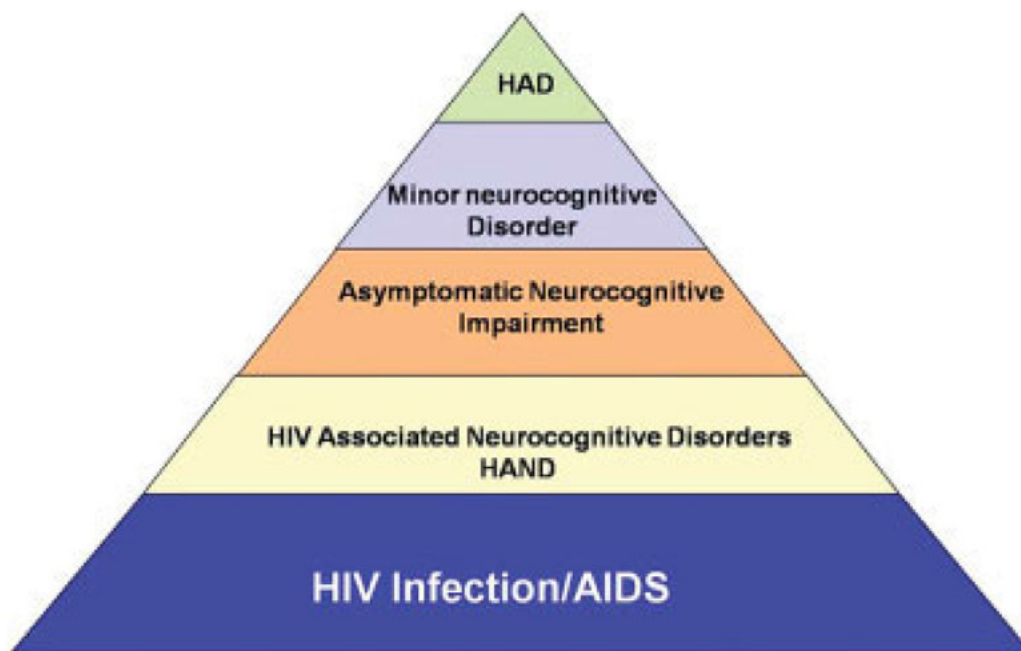 HAD
Minor neurocognitive
Disorder
Asymptomatic Neurocognitive
Impairment
HIV Associated Neurocognitive Disorders
HAND
HIV Infection/AIDS